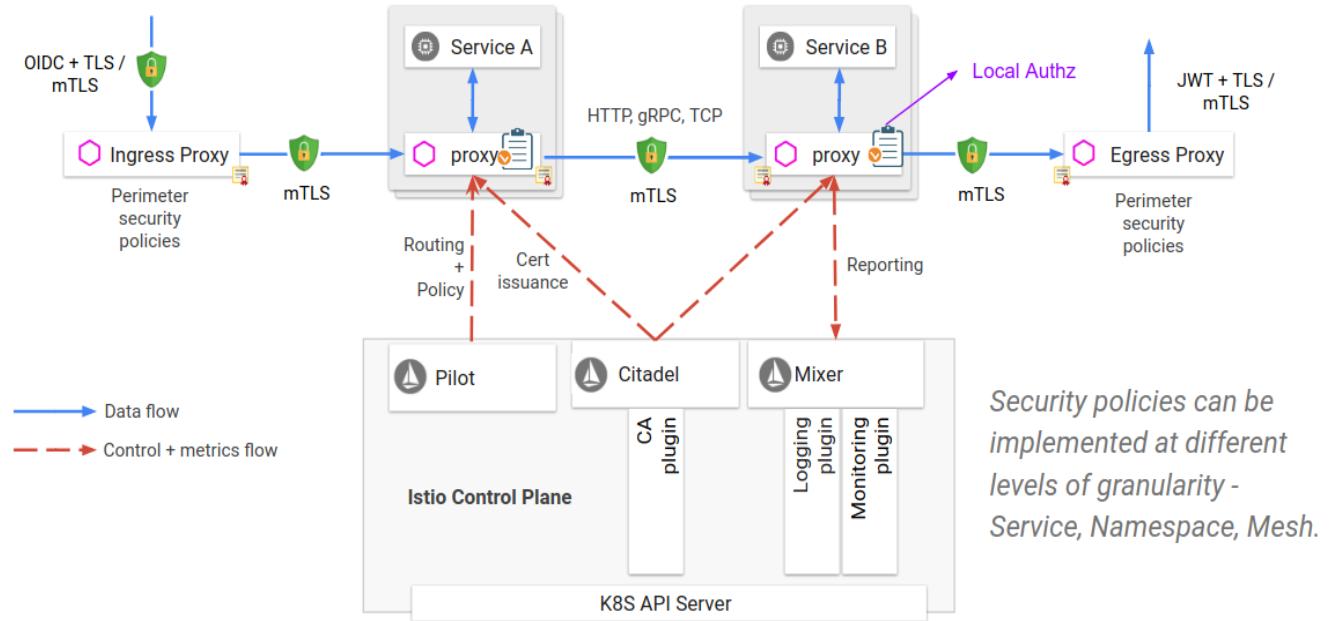 Service A
Service B
OIDC + TLS /
mTLS
Local Authz
JWT + TLS /
mTLS
HTTP, gRPC, TCP
Ingress Proxy
proxy
proxy
Egress Proxy
mTLS
mTLS
mTLS
Perimeter
security
policies
Perimeter
security
policies
Routing
+
Policy
Cert
issuance
Reporting
Pilot
Citadel
Mixer
Data flow
Control + metrics flow
CA
plugin
Logging
plugin
Monitoring
plugin
Istio Control Plane
K8S API Server
Security policies can be
implemented at different
levels of granularity -
Service, Namespace, Mesh.